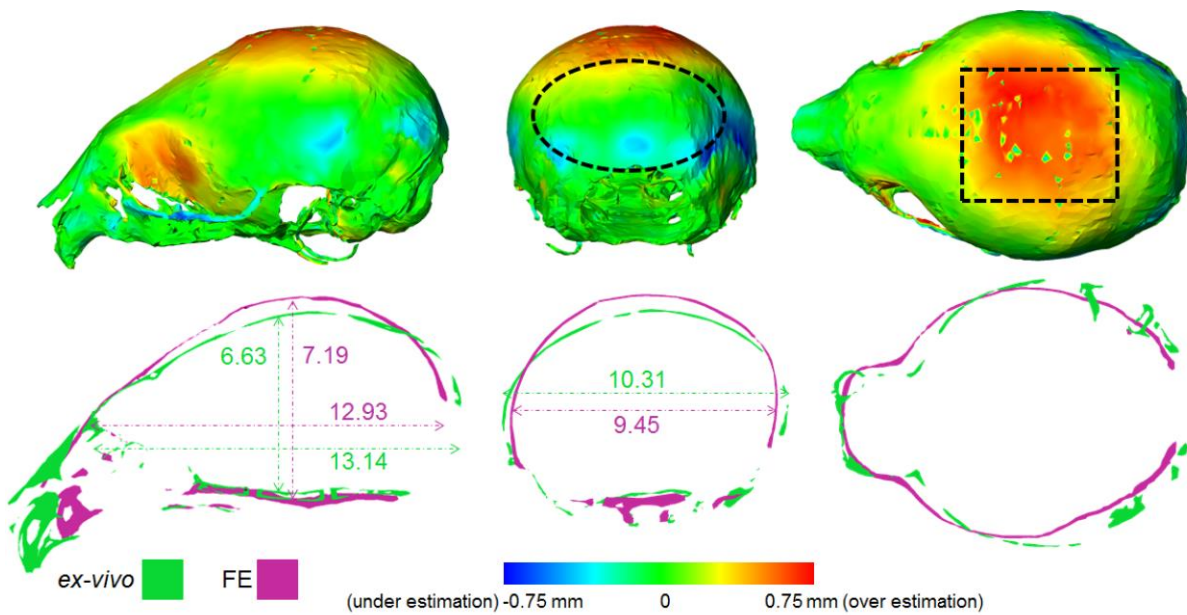 6.63
7.19
12.93
13.14
10.31
9.45
ex-vivo
FE
(under estimation) -0.75 mm 0 0.75 mm (over estimation)